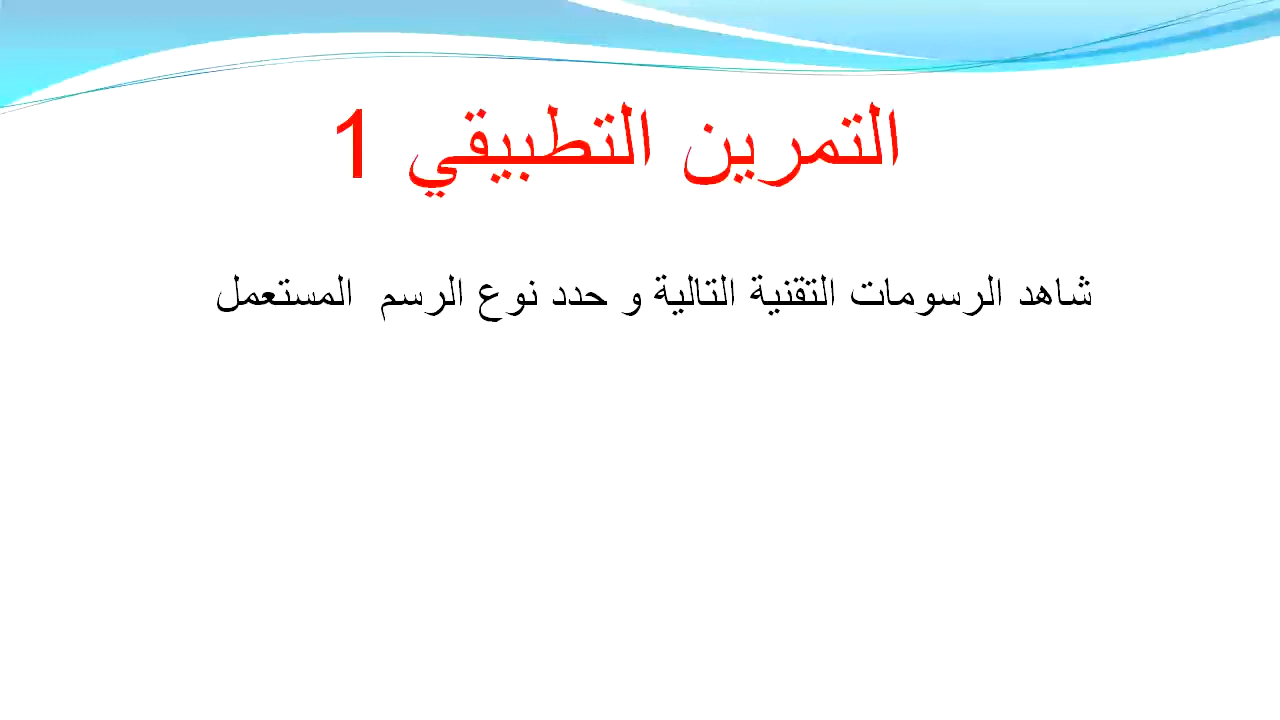 التمرين التطبيقي 1
شاهد الرسومات التقنية التالية و حدد نوع الرسم المستعمل